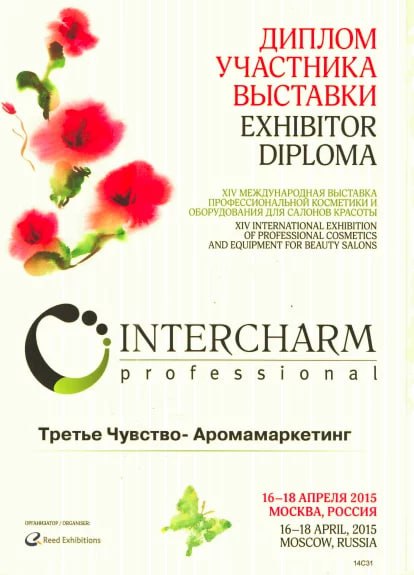 ДИПЛОМ
УЧАСТНИКА
ВЫСТАВКИ
EXHIBITOR
DIPLOMA
XIV МЕЖДУНАРОДНАЯ ВЫСТАВКА
ПРОФЕССИОНАЛЬНОЙ КОСМЕТИКИ И
ОБОРУДОВАНИЯ ДЛЯ САЛОНОВ КРАСОТЫ
XIV INTERNATIONAL EXHIBITION
OF PROFESSIONAL COSMETICS
AND EQUIPMENT FOR BEAUTY SALONS
INTERCHARM
professional
Третье Чувство- Аромамаркетинг
16–18 АПРЕЛЯ 2015
МОСКВА, РОССИЯ
16–18 APRIL, 2015
MOSCOW, RUSSIA
ОРГАНИЗАТОР / ORGANISER:
Reed Exhibitions
14C31